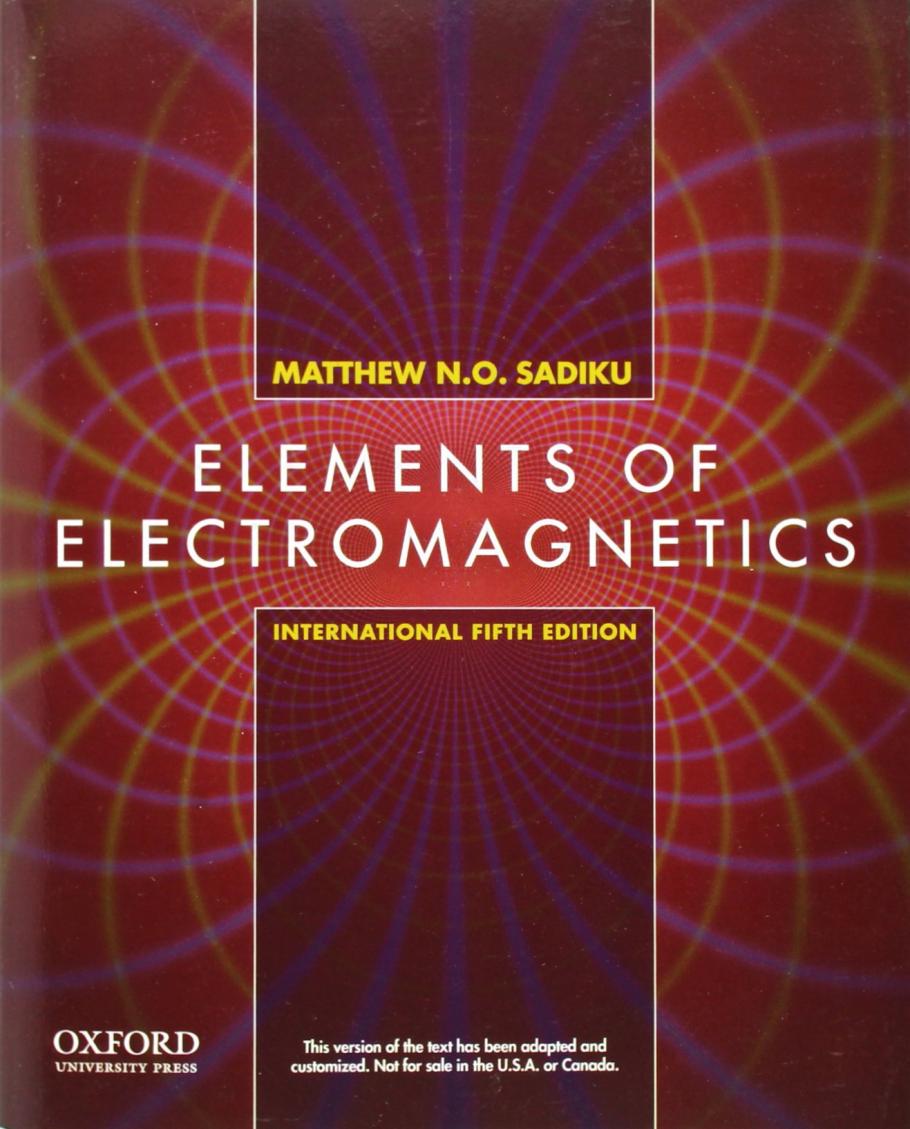 MATTHEW N.O. SADIKU
ELEMENTS OF
ELECTROMAGNETICS
INTERNATIONAL FIFTH EDITION
OXFORD
UNIVERSITY PRESS
This version of the text has been adapted and
customized. Not for sale in the U.S.A. or Canada.